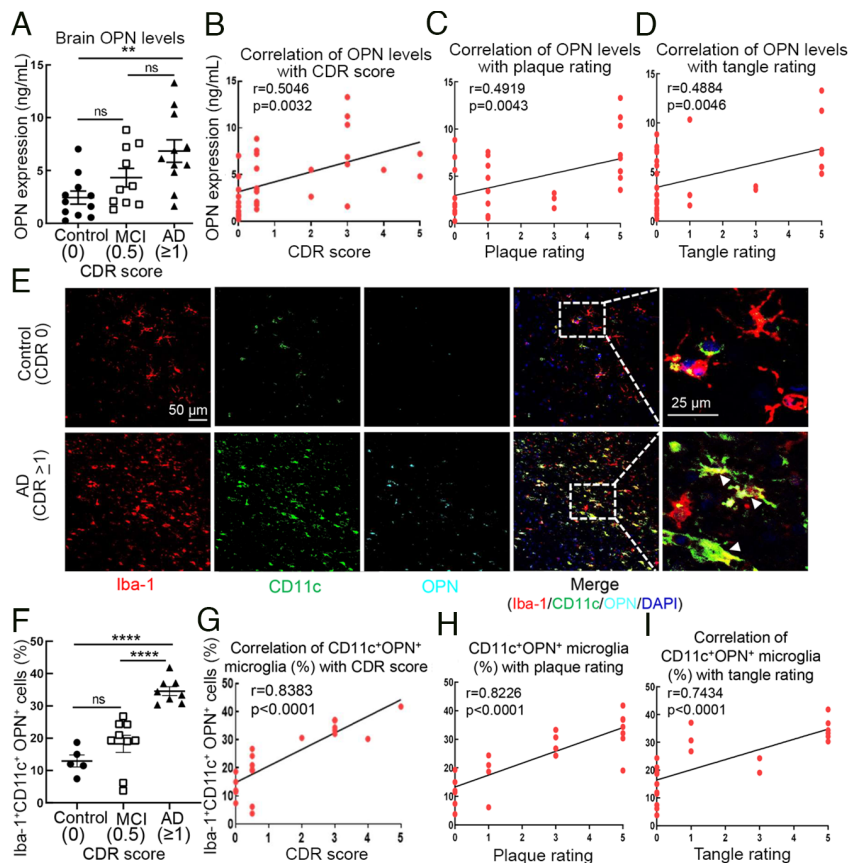 A
Brain OPN levels
**
ns
ns
OPN expression (ng/mL)
15
10
5
0
Control
(0)
MCI
(0.5)
AD
(≥1)
CDR score
B
Correlation of OPN levels
with CDR score
r=0.5046
p=0.0032
OPN expression (ng/mL)
15
10
5
0
0 1 2 3 4 5
CDR score
C
Correlation of OPN levels
with plaque rating
r=0.4919
p=0.0043
15
10
5
0
0 1 2 3 4 5
Plaque rating
D
Correlation of OPN levels
with tangle rating
r=0.4884
p=0.0046
15
10
5
0
0 1 2 3 4 5
Tangle rating
E
Control
(CDR 0)
50 µm
25 µm
AD
(CDR ≥1)
Iba-1
CD11c
OPN
Merge
(Iba-1/CD11c/OPN/DAPI)
F
****
****
ns
Iba-1⁺CD11c⁺ OPN⁺ cells (%)
50
40
30
20
10
0
Control
(0)
MCI
(0.5)
AD
(≥1)
CDR score
G
Correlation of CD11c⁺OPN⁺
microglia (%) with CDR score
r=0.8383
p<0.0001
Iba-1⁺CD11c⁺ OPN⁺ cells (%)
50
40
30
20
10
0
0 1 2 3 4 5
CDR score
H
CD11c⁺OPN⁺ microglia
(%) with plaque rating
r=0.8226
p<0.0001
50
40
30
20
10
0
0 1 2 3 4 5
Plaque rating
I
Correlation of
CD11c⁺OPN⁺ microglia
(%) with tangle rating
r=0.7434
p<0.0001
50
40
30
20
10
0
0 1 2 3 4 5
Tangle rating